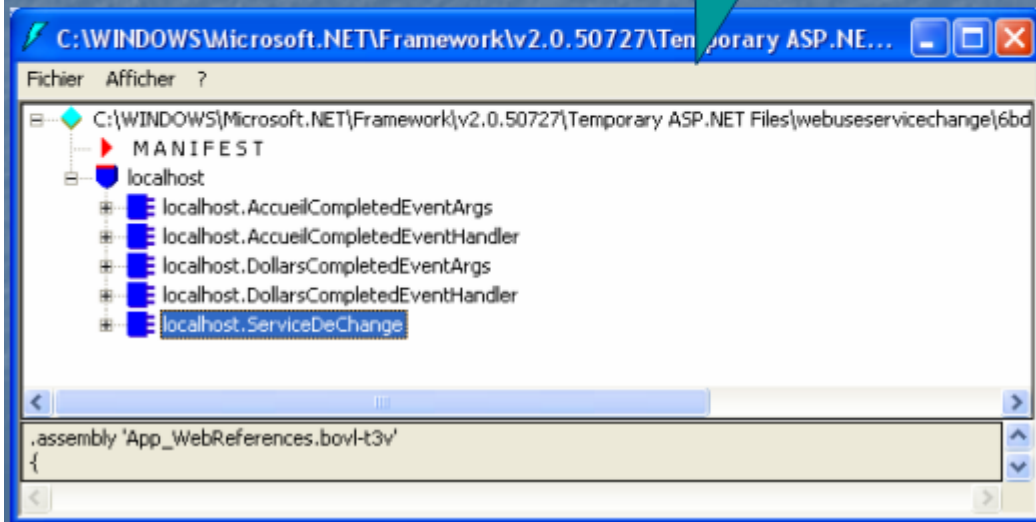 C:\WINDOWS\Microsoft.NET\Framework\v2.0.50727\Temporary ASP.NE...
Fichier Afficher ?
C:\WINDOWS\Microsoft.NET\Framework\v2.0.50727\Temporary ASP.NET Files\webuseservicechange\6bd
MANIFEST
localhost
localhost.AccueilCompletedEventArgs
localhost.AccueilCompletedEventHandler
localhost.DollarsCompletedEventArgs
localhost.DollarsCompletedEventHandler
localhost.ServiceDeChange
.assembly 'App_WebReferences.bovl-t3v'
{